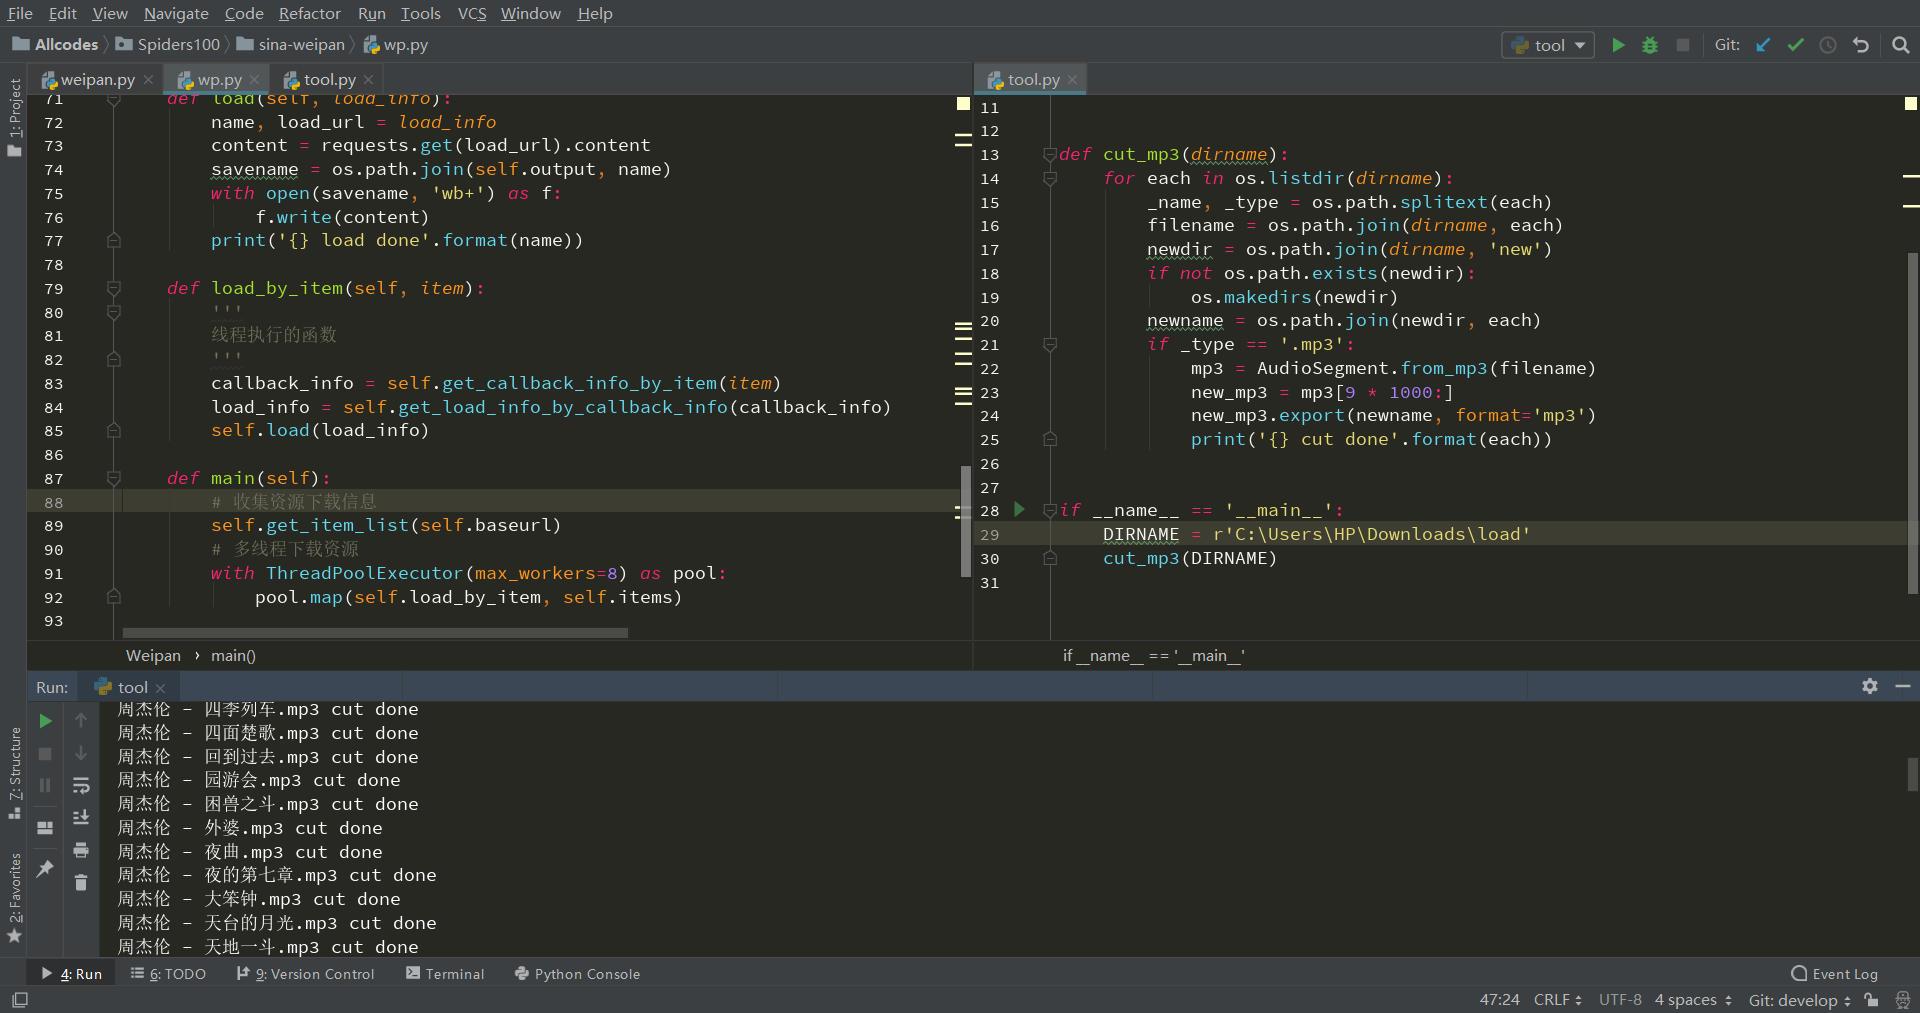 File Edit View Navigate Code Refactor Run Tools VCS Window Help
Allcodes Spiders100 sina-weipan wp.py
tool Git:
1: Project
weipan.py wp.py tool.py
71 def load(self, load_info):
72 name, load_url = load_info
73 content = requests.get(load_url).content
74 savename = os.path.join(self.output, name)
75 with open(savename, 'wb+') as f:
76 f.write(content)
77 print('{} load done'.format(name))
78
79 def load_by_item(self, item):
80 '''
81 线程执行的函数
82 '''
83 callback_info = self.get_callback_info_by_item(item)
84 load_info = self.get_load_info_by_callback_info(callback_info)
85 self.load(load_info)
86
87 def main(self):
88 # 收集资源下载信息
89 self.get_item_list(self.baseurl)
90 # 多线程下载资源
91 with ThreadPoolExecutor(max_workers=8) as pool:
92 pool.map(self.load_by_item, self.items)
93
Weipan › main()
tool.py
11
12
13 def cut_mp3(dirname):
14 for each in os.listdir(dirname):
15 _name, _type = os.path.splitext(each)
16 filename = os.path.join(dirname, each)
17 newdir = os.path.join(dirname, 'new')
18 if not os.path.exists(newdir):
19 os.makedirs(newdir)
20 newname = os.path.join(newdir, each)
21 if _type == '.mp3':
22 mp3 = AudioSegment.from_mp3(filename)
23 new_mp3 = mp3[9 * 1000:]
24 new_mp3.export(newname, format='mp3')
25 print('{} cut done'.format(each))
26
27
28 if __name__ == '__main__':
29 DIRNAME = r'C:\Users\HP\Downloads\load'
30 cut_mp3(DIRNAME)
31
if __name__ == '__main__'
Run: tool
周杰伦 - 四季列车.mp3 cut done
周杰伦 - 四面楚歌.mp3 cut done
周杰伦 - 回到过去.mp3 cut done
周杰伦 - 园游会.mp3 cut done
周杰伦 - 困兽之斗.mp3 cut done
周杰伦 - 外婆.mp3 cut done
周杰伦 - 夜曲.mp3 cut done
周杰伦 - 夜的第七章.mp3 cut done
周杰伦 - 大笨钟.mp3 cut done
周杰伦 - 天台的月光.mp3 cut done
周杰伦 - 天地一斗.mp3 cut done
7: Structure
2: Favorites
4: Run 6: TODO 9: Version Control Terminal Python Console Event Log
47:24 CRLF UTF-8 4 spaces Git: develop